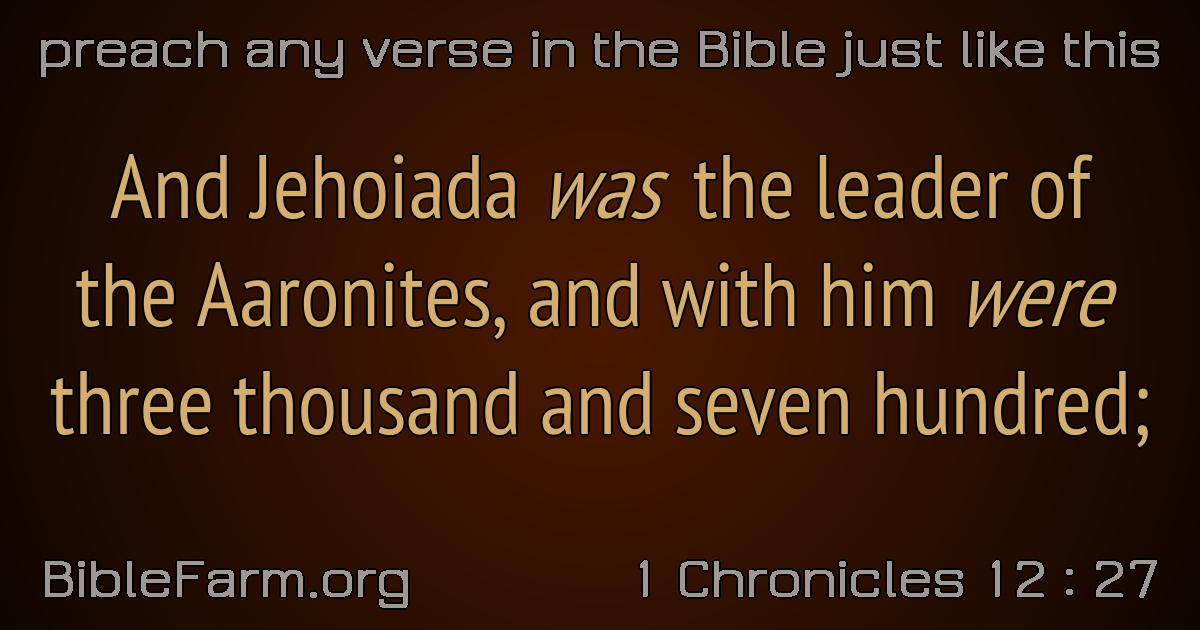 preach any verse in the Bible just like this
And Jehoiada was the leader of
the Aaronites, and with him were
three thousand and seven hundred;
BibleFarm.org
1 Chronicles 12 : 27